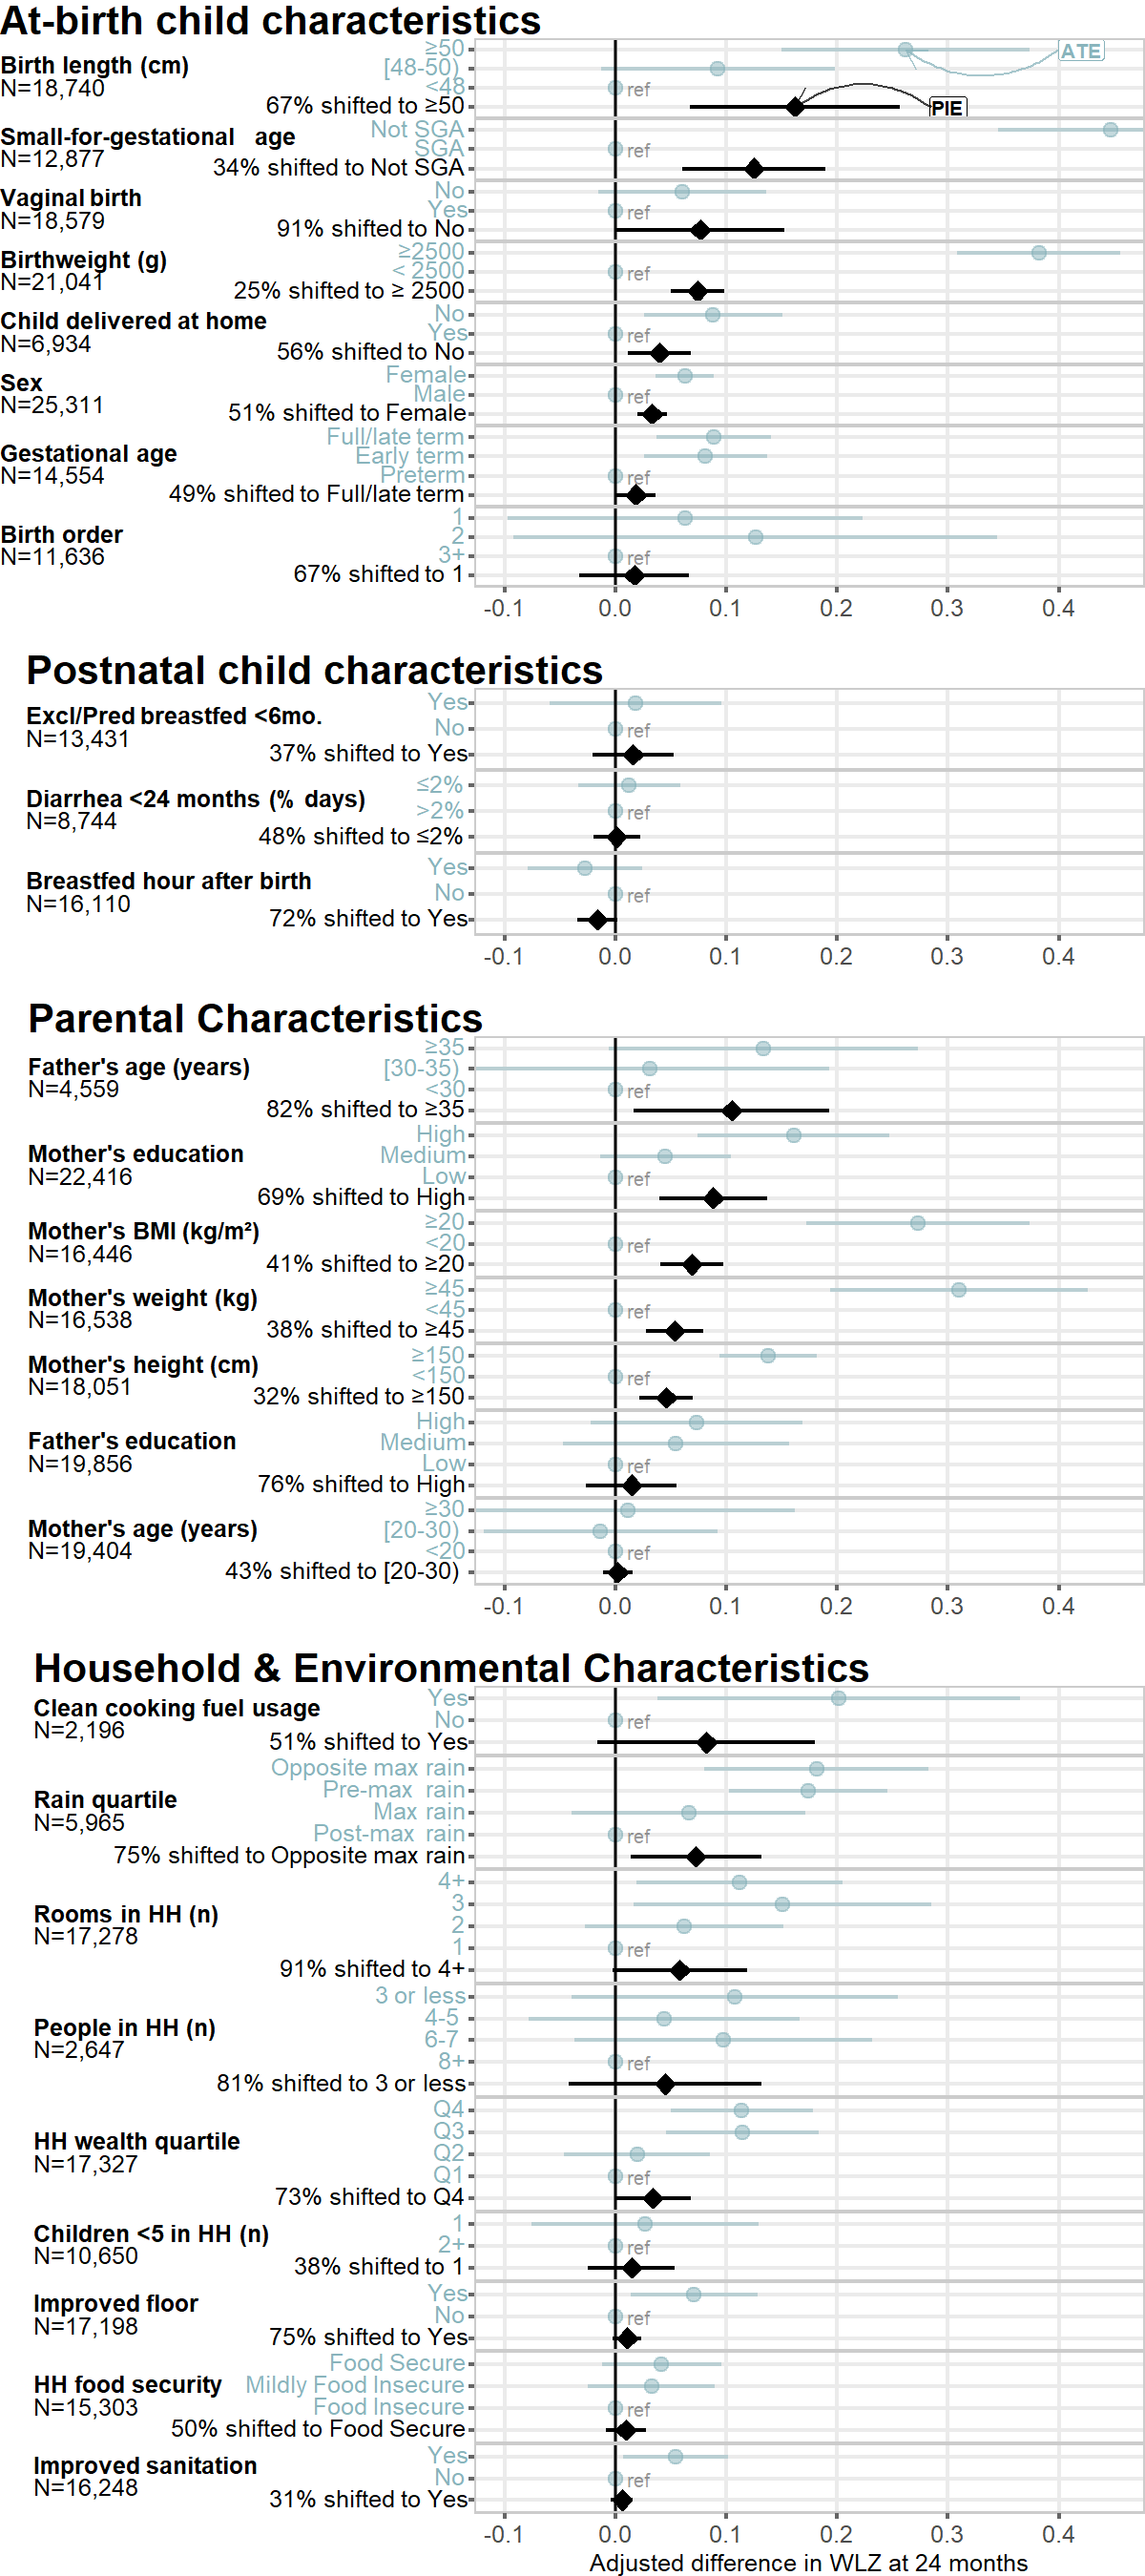 At-birth child characteristics
Birth length (cm)
N=18,740
≥50
[48-50)
<48
67% shifted to ≥50
ref
ATE
PIE
Small-for-gestational age
N=12,877
Not SGA
SGA
34% shifted to Not SGA
ref
Vaginal birth
N=18,579
No
Yes
91% shifted to No
ref
Birthweight (g)
N=21,041
≥2500
< 2500
25% shifted to ≥ 2500
ref
Child delivered at home
N=6,934
No
Yes
56% shifted to No
ref
Sex
N=25,311
Female
Male
51% shifted to Female
ref
Gestational age
N=14,554
Full/late term
Early term
Preterm
49% shifted to Full/late term
ref
Birth order
N=11,636
1
2
3+
67% shifted to 1
ref
-0.1 0.0 0.1 0.2 0.3 0.4
Postnatal child characteristics
Excl/Pred breastfed <6mo.
N=13,431
Yes
No
37% shifted to Yes
ref
Diarrhea <24 months (% days)
N=8,744
≤2%
>2%
48% shifted to ≤2%
ref
Breastfed hour after birth
N=16,110
Yes
No
72% shifted to Yes
ref
-0.1 0.0 0.1 0.2 0.3 0.4
Parental Characteristics
Father's age (years)
N=4,559
≥35
[30-35)
<30
82% shifted to ≥35
ref
Mother's education
N=22,416
High
Medium
Low
69% shifted to High
ref
Mother's BMI (kg/m²)
N=16,446
≥20
<20
41% shifted to ≥20
ref
Mother's weight (kg)
N=16,538
≥45
<45
38% shifted to ≥45
ref
Mother's height (cm)
N=18,051
≥150
<150
32% shifted to ≥150
ref
Father's education
N=19,856
High
Medium
Low
76% shifted to High
ref
Mother's age (years)
N=19,404
≥30
[20-30)
<20
43% shifted to [20-30)
ref
-0.1 0.0 0.1 0.2 0.3 0.4
Household & Environmental Characteristics
Clean cooking fuel usage
N=2,196
Yes
No
51% shifted to Yes
ref
Rain quartile
N=5,965
Opposite max rain
Pre-max rain
Max rain
Post-max rain
75% shifted to Opposite max rain
ref
Rooms in HH (n)
N=17,278
4+
3
2
1
91% shifted to 4+
ref
People in HH (n)
N=2,647
3 or less
4-5
6-7
8+
81% shifted to 3 or less
ref
HH wealth quartile
N=17,327
Q4
Q3
Q2
Q1
73% shifted to Q4
ref
Children <5 in HH (n)
N=10,650
1
2+
38% shifted to 1
ref
Improved floor
N=17,198
Yes
No
75% shifted to Yes
ref
HH food security
N=15,303
Food Secure
Mildly Food Insecure
Food Insecure
50% shifted to Food Secure
ref
Improved sanitation
N=16,248
Yes
No
31% shifted to Yes
ref
-0.1 0.0 0.1 0.2 0.3 0.4
Adjusted difference in WLZ at 24 months